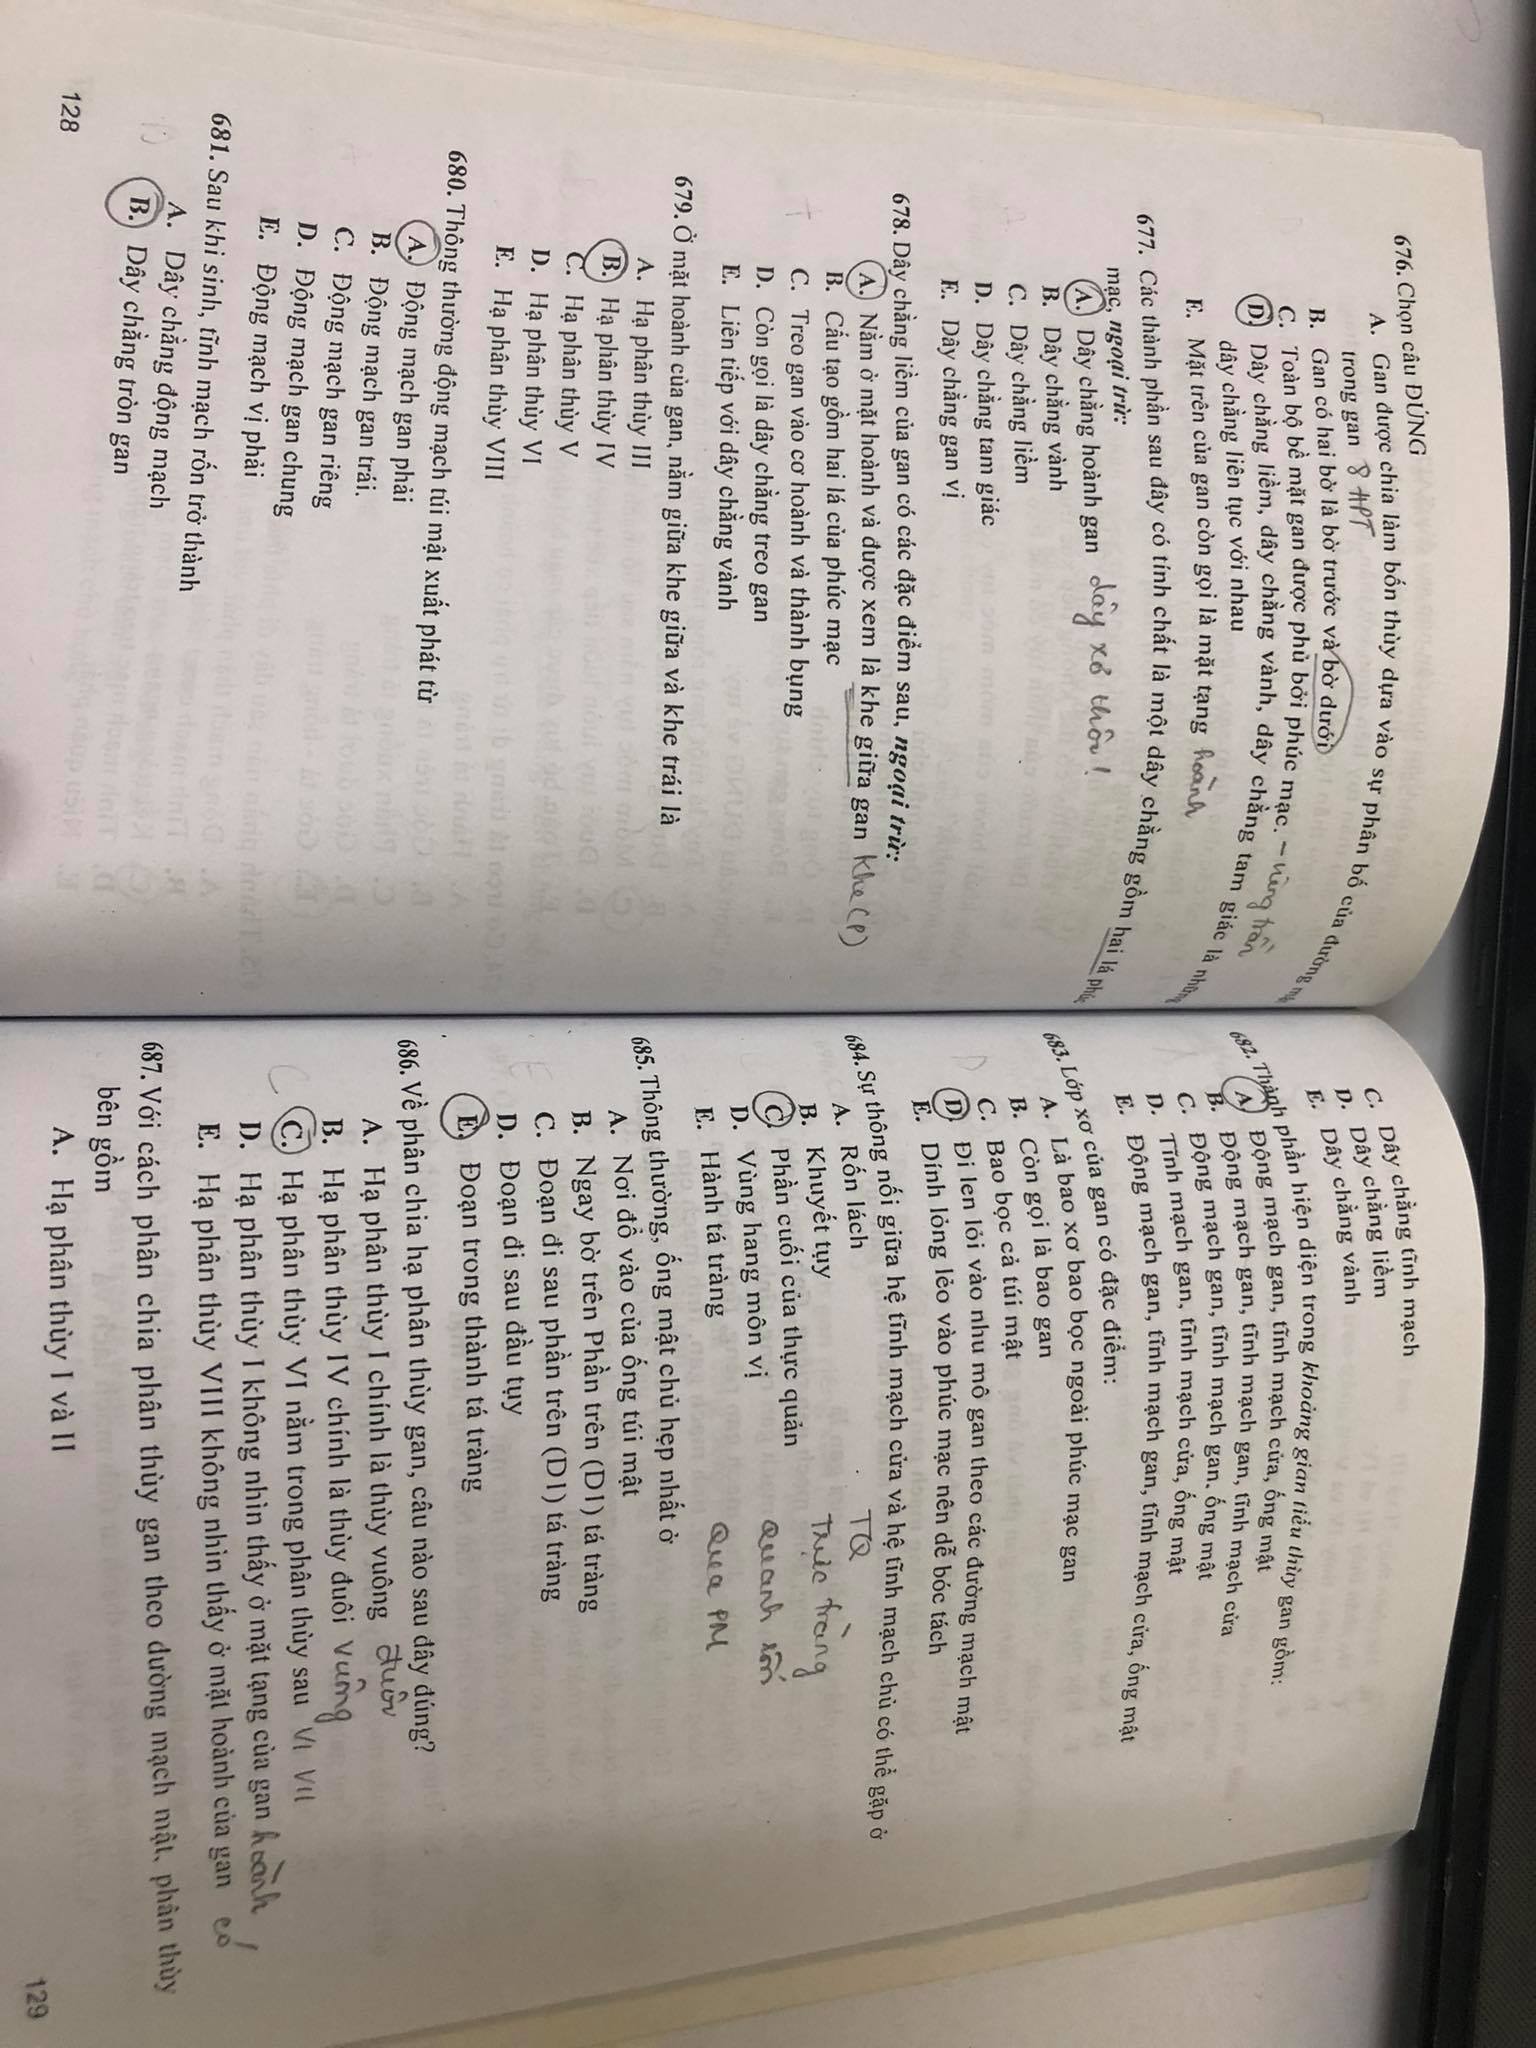 676. Chọn câu ĐÚNG
A. Gan được chia làm bốn thùy dựa vào sự phân bố của đường
trong gan 8 HPT
B. Gan có hai bờ là bờ trước và bờ dưới
C. Toàn bộ bề mặt gan được phủ bởi phúc mạc. - vùng trần
D. Dây chằng liềm, dây chằng vành, dây chằng tam giác là những
dây chằng liên tục với nhau
E. Mặt trên của gan còn gọi là mặt tạng hoành
677. Các thành phần sau đây có tính chất là một dây chằng gồm hai lá phúc
mạc, ngoại trừ:
A. Dây chằng hoành gan dây xơ thôi!
B. Dây chằng vành
C. Dây chằng liềm
D. Dây chằng tam giác
E. Dây chằng gan vị
678. Dây chằng liềm của gan có các đặc điểm sau, ngoại trừ:
A. Nằm ở mặt hoành và được xem là khe giữa gan Khe (P)
B. Cấu tạo gồm hai lá của phúc mạc
C. Treo gan vào cơ hoành và thành bụng
D. Còn gọi là dây chằng treo gan
E. Liên tiếp với dây chằng vành
679. Ở mặt hoành của gan, nằm giữa khe giữa và khe trái là
A. Hạ phân thùy III
B. Hạ phân thùy IV
C. Hạ phân thùy V
D. Hạ phân thùy VI
E. Hạ phân thùy VIII
680. Thông thường động mạch túi mật xuất phát từ
A. Động mạch gan phải
B. Động mạch gan trái.
C. Động mạch gan riêng
D. Động mạch gan chung
E. Động mạch vị phải
681. Sau khi sinh, tĩnh mạch rốn trở thành
A. Dây chằng động mạch
B. Dây chằng tròn gan
128
C. Dây chằng tĩnh mạch
D. Dây chằng liềm
E. Dây chằng vành
682. Thành phần hiện diện trong khoảng gian tiểu thùy gan gồm:
A. Động mạch gan, tĩnh mạch cửa, ống mật
B. Động mạch gan, tĩnh mạch gan, tĩnh mạch cửa
C. Động mạch gan, tĩnh mạch gan. ống mật
D. Tĩnh mạch gan, tĩnh mạch cửa, ống mật
E. Động mạch gan, tĩnh mạch gan, tĩnh mạch cửa, ống mật
683. Lớp xơ của gan có đặc điểm:
A. Là bao xơ bao bọc ngoài phúc mạc gan
B. Còn gọi là bao gan
C. Bao bọc cả túi mật
D. Đi len lỏi vào nhu mô gan theo các đường mạch mật
E. Dính lỏng lẻo vào phúc mạc nên dễ bóc tách
684. Sự thông nối giữa hệ tĩnh mạch cửa và hệ tĩnh mạch chủ có thể gặp ở
A. Rốn lách TQ
B. Khuyết tụy Trực tràng
C. Phần cuối của thực quản
D. Vùng hang môn vị quanh rốn
E. Hành tá tràng Qua PM
685. Thông thường, ống mật chủ hẹp nhất ở
A. Nơi đổ vào của ống túi mật
B. Ngay bờ trên Phần trên (D1) tá tràng
C. Đoạn đi sau phần trên (D1) tá tràng
D. Đoạn đi sau đầu tụy
E. Đoạn trong thành tá tràng
686. Về phân chia hạ phân thùy gan, câu nào sau đây đúng?
A. Hạ phân thùy I chính là thùy vuông đuôi
B. Hạ phân thùy IV chính là thùy đuôi vuông
C. Hạ phân thùy VI nằm trong phân thùy sau VI VII
D. Hạ phân thùy I không nhìn thấy ở mặt tạng của gan hoành
E. Hạ phân thùy VIII không nhìn thấy ở mặt hoành của gan có
687. Với cách phân chia phân thùy gan theo đường mạch mật, phân thùy
bên gồm
A. Hạ phân thùy I và II
129